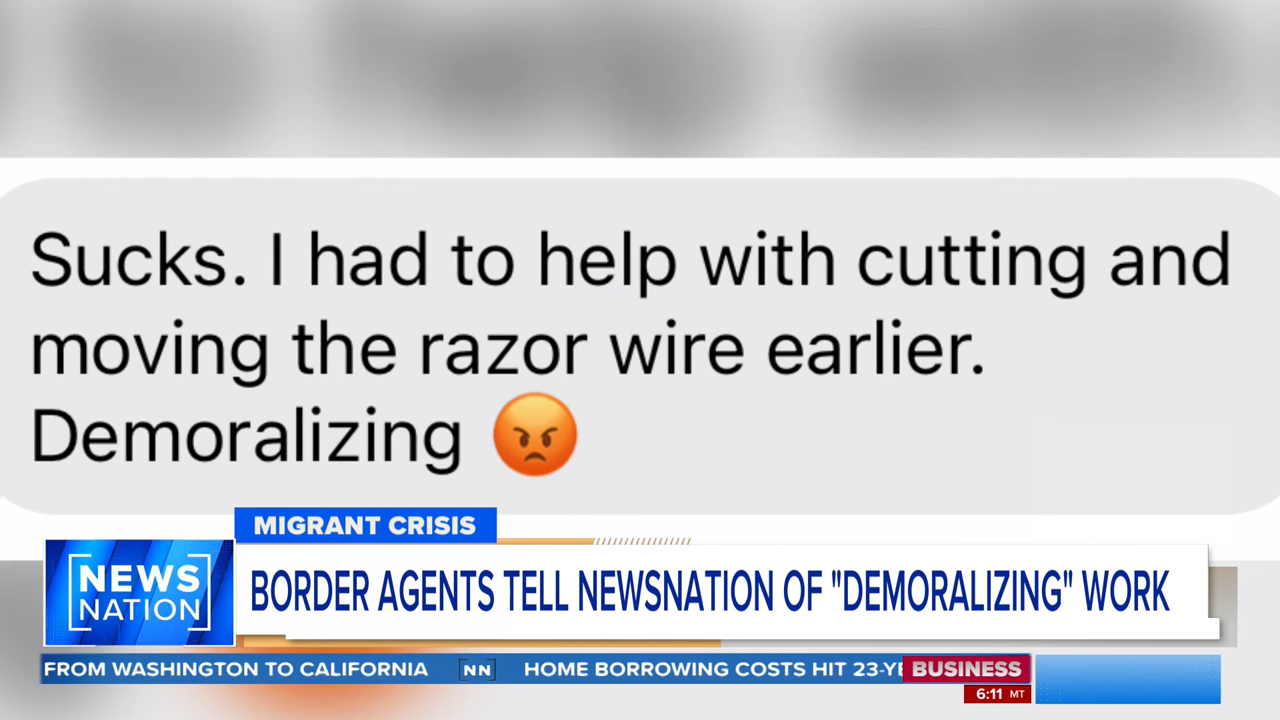 Sucks. I had to help with cutting and
moving the razor wire earlier.
Demoralizing 😡
MIGRANT CRISIS
NEWS
NATION
BORDER AGENTS TELL NEWSNATION OF "DEMORALIZING" WORK
FROM WASHINGTON TO CALIFORNIA NN HOME BORROWING COSTS HIT 23-Y BUSINESS
6:11 MT